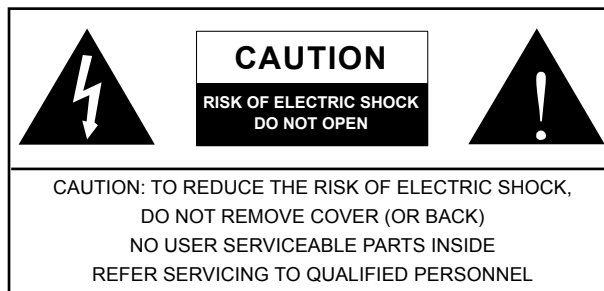 CAUTION
RISK OF ELECTRIC SHOCK
DO NOT OPEN
!
CAUTION: TO REDUCE THE RISK OF ELECTRIC SHOCK,
DO NOT REMOVE COVER (OR BACK)
NO USER SERVICEABLE PARTS INSIDE
REFER SERVICING TO QUALIFIED PERSONNEL